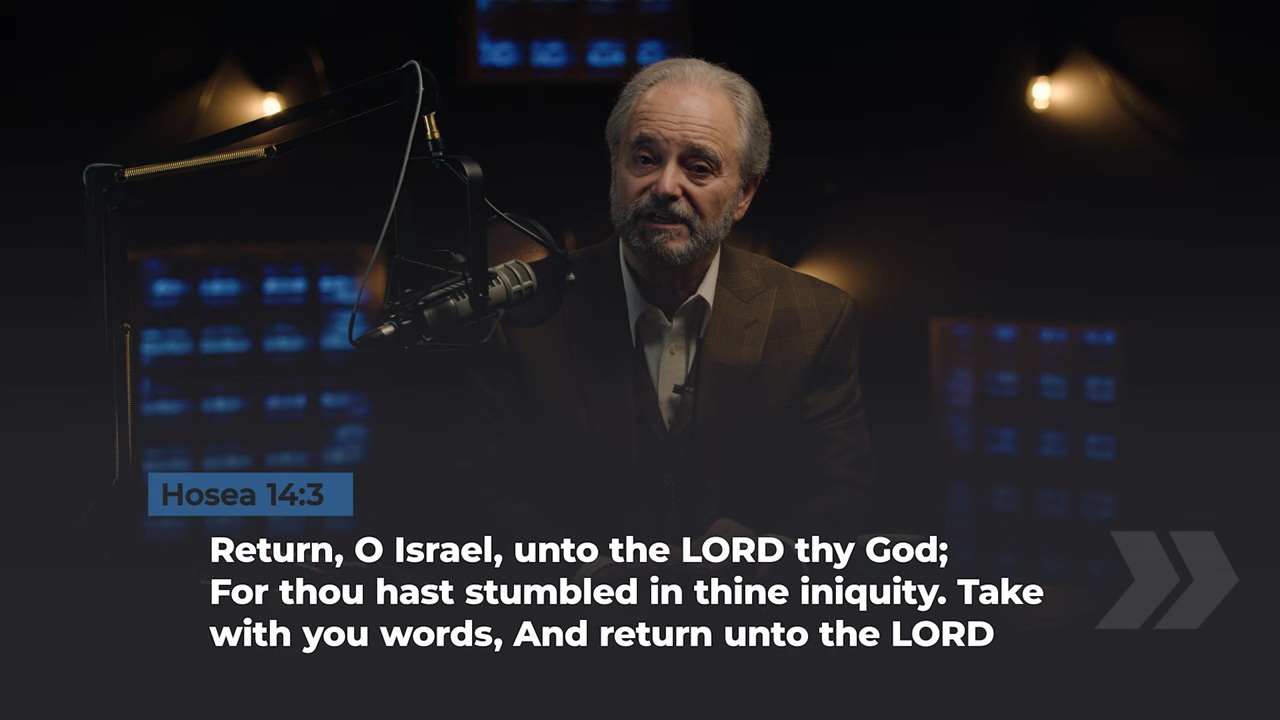 Hosea 14:3
Return, O Israel, unto the LORD thy God;
For thou hast stumbled in thine iniquity. Take
with you words, And return unto the LORD